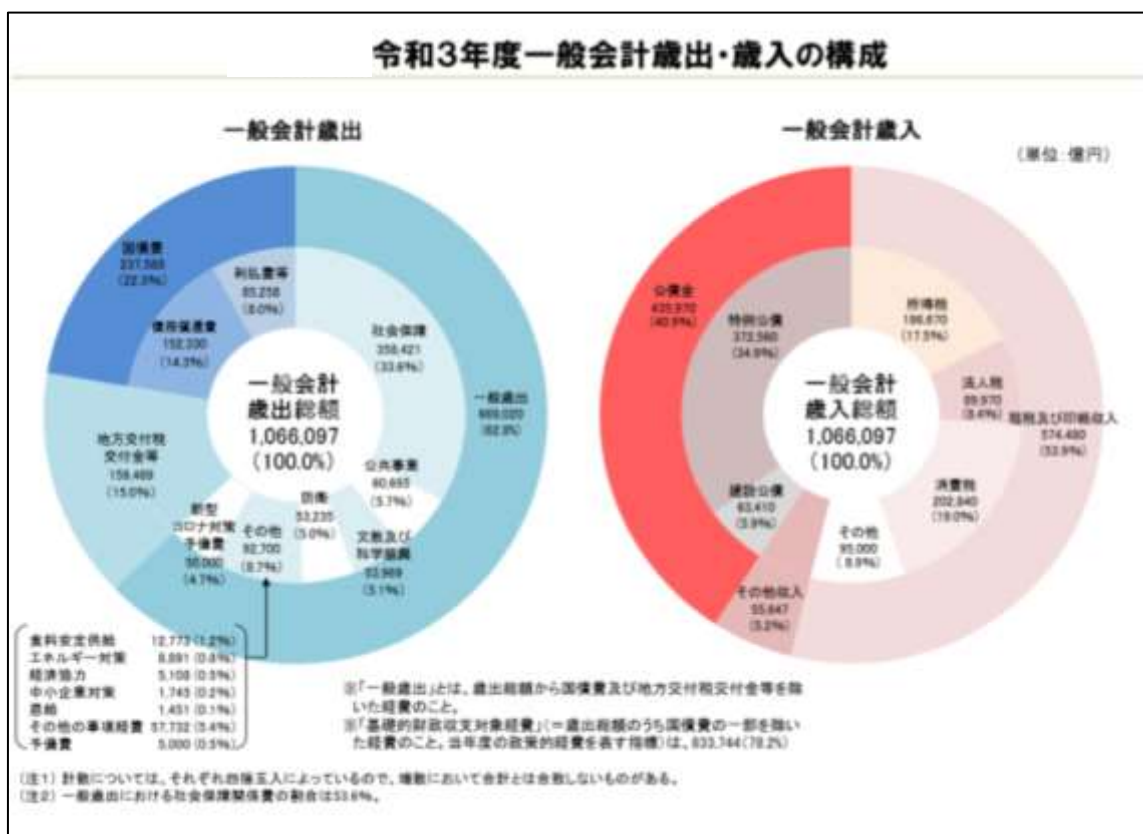 令和3年度一般会計歳出・歳入の構成
一般会計歳出
一般会計歳入
(単位:億円)
国債費
(22.3%)
利払費等
85,258
(8.0%)
債務償還費
(14.3%)
社会保障
358,421
(33.6%)
一般歳出
一般会計
歳出総額
1,066,097
(100.0%)
地方交付税
交付金等
(15.0%)
公共事業
60,695
(5.7%)
防衛
53,235
(5.0%)
文教及び
科学振興
(5.1%)
新型
コロナ対策
予備費
50,000
(4.7%)
その他
92,700
(8.7%)
食料安定供給 12,773(1.2%)
エネルギー対策 8,891(0.8%)
経済協力 5,108(0.5%)
中小企業対策 1,745(0.2%)
恩給 1,451(0.1%)
その他の事項経費 57,732(5.4%)
予備費 5,000(0.5%)
公債金
435,970
(40.9%)
特例公債
372,560
(34.9%)
建設公債
63,410
(5.9%)
所得税
186,670
(17.5%)
法人税
89,970
(8.4%)
租税及び印紙収入
574,480
(53.9%)
消費税
202,840
(19.0%)
その他
95,000
(8.9%)
その他収入
55,647
(5.2%)
一般会計
歳入総額
1,066,097
(100.0%)
※「一般歳出」とは、歳出総額から国債費及び地方交付税交付金等を除
いた経費のこと。
※「基礎的財政収支対象経費」(=歳出総額のうち国債費の一部を除い
た経費のこと。当年度の政策的経費を表す指標)は、833,744(78.2%)
(注1) 計数については、それぞれ四捨五入によっているので、端数において合計とは合致しないものがある。
(注2) 一般歳出における社会保障関係費の割合は53.6%。